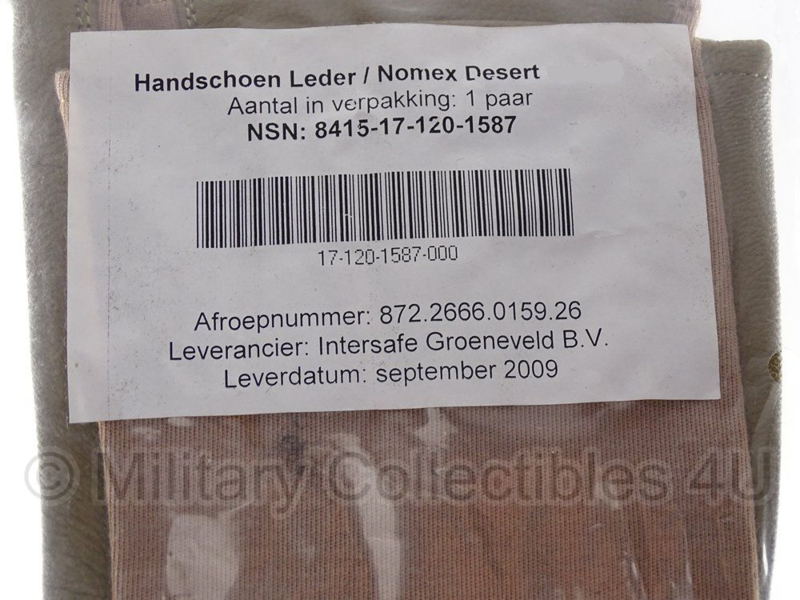 Handschoen Leder / Nomex Desert
Aantal in verpakking: 1 paar
NSN: 8415-17-120-1587
17-120-1587-000
Afroepnummer: 872.2666.0159.26
Leverancier: Intersafe Groeneveld B.V.
Leverdatum: september 2009
© Military Collectibles 4U